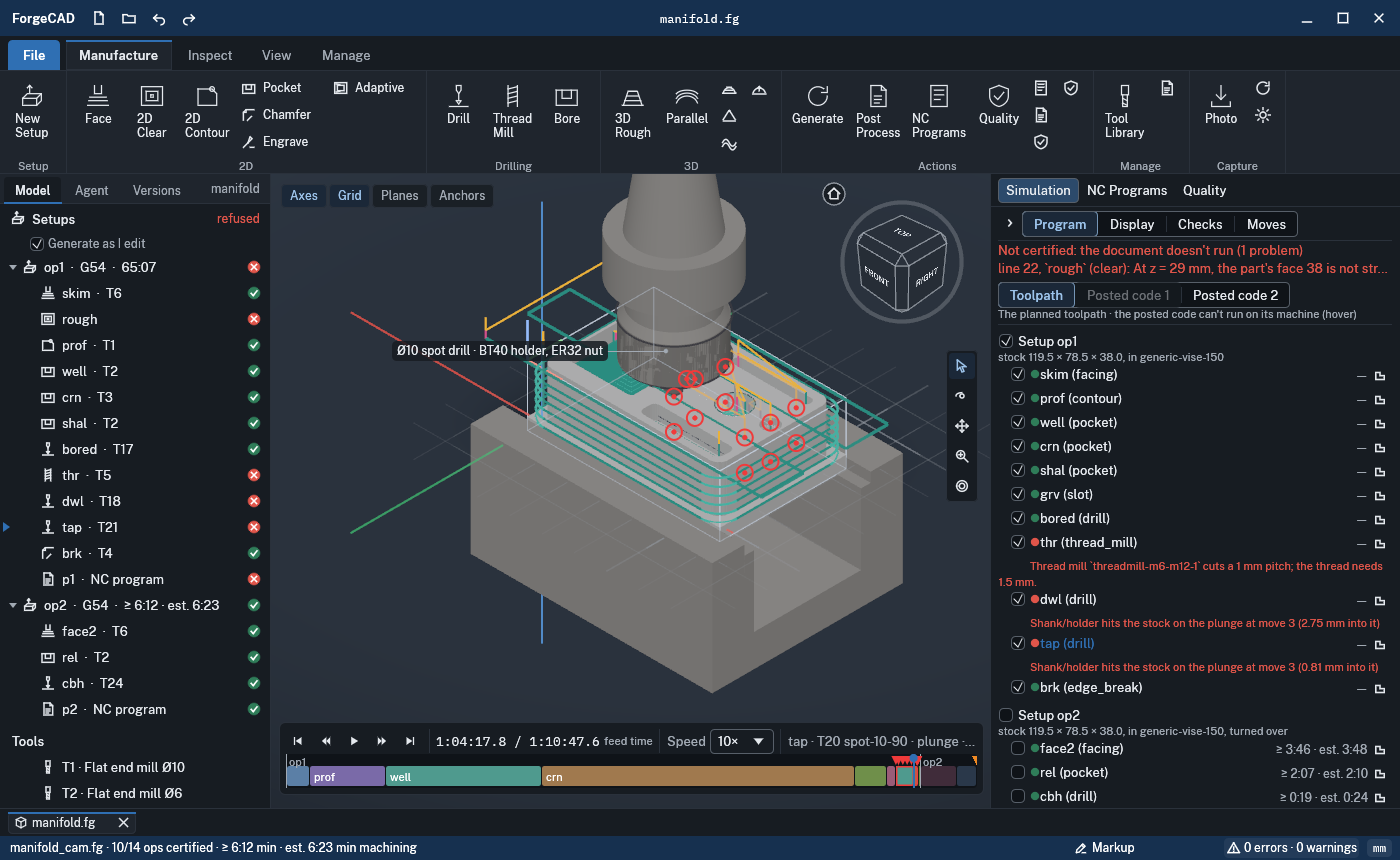 ForgeCAD
manifold.fg
File
Manufacture
Inspect
View
Manage
New Setup
Setup
Face
2D Clear
2D Contour
Pocket
Chamfer
Engrave
Adaptive
2D
Drill
Thread Mill
Bore
Drilling
3D Rough
Parallel
3D
Generate
Post Process
NC Programs
Quality
Actions
Tool Library
Manage
Photo
Capture
Model
Agent
Versions
manifold
Setups
refused
Generate as I edit
op1 · G54 · 65:07
skim · T6
rough
prof · T1
well · T2
crn · T3
shal · T2
bored · T17
thr · T5
dwl · T18
tap · T21
brk · T4
p1 · NC program
op2 · G54 · ≥ 6:12 · est. 6:23
face2 · T6
rel · T2
cbh · T24
p2 · NC program
Tools
T1 · Flat end mill Ø10
T2 · Flat end mill Ø6
Axes
Grid
Planes
Anchors
TOP
FRONT
RIGHT
Ø10 spot drill · BT40 holder, ER32 nut
1:04:17.8 / 1:10:47.6 feed time
Speed
10×
tap · T20 spot-10-90 · plunge ·...
op1
op2
prof
well
crn
Simulation
NC Programs
Quality
Program
Display
Checks
Moves
Not certified: the document doesn't run (1 problem)
line 22, `rough` (clear): At z = 29 mm, the part's face 38 is not str...
Toolpath
Posted code 1
Posted code 2
The planned toolpath · the posted code can't run on its machine (hover)
Setup op1
stock 119.5 × 78.5 × 38.0, in generic-vise-150
skim (facing) —
prof (contour) —
well (pocket) —
crn (pocket) —
shal (pocket) —
grv (slot) —
bored (drill) —
thr (thread_mill) —
Thread mill `threadmill-m6-m12-1` cuts a 1 mm pitch; the thread needs
1.5 mm.
dwl (drill) —
Shank/holder hits the stock on the plunge at move 3 (2.75 mm into it)
tap (drill) —
Shank/holder hits the stock on the plunge at move 3 (0.81 mm into it)
brk (edge_break) —
Setup op2
stock 119.5 × 78.5 × 38.0, in generic-vise-150, turned over
face2 (facing) ≥ 3:46 · est. 3:48
rel (pocket) ≥ 2:07 · est. 2:10
cbh (drill) ≥ 0:19 · est. 0:24
manifold.fg
manifold_cam.fg · 10/14 ops certified · ≥ 6:12 min · est. 6:23 min machining
Markup
0 errors · 0 warnings
mm